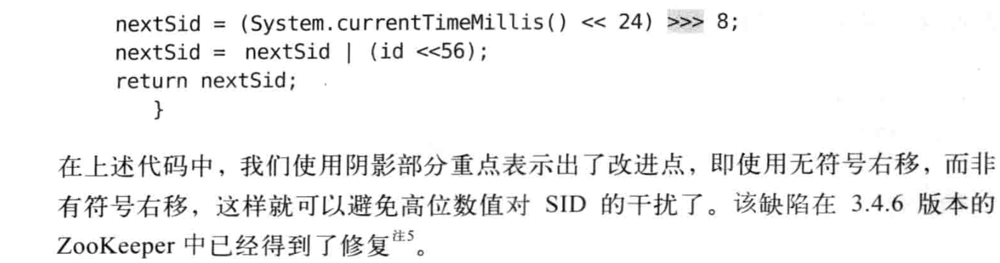 nextSid = (System.currentTimeMillis() << 24) >>> 8;
nextSid =  nextSid | (id <<56);
return nextSid;
}
在上述代码中，我们使用阴影部分重点表示出了改进点，即使用无符号右移，而非
有符号右移，这样就可以避免高位数值对 SID 的干扰了。该缺陷在 3.4.6 版本的
ZooKeeper 中已经得到了修复注5。